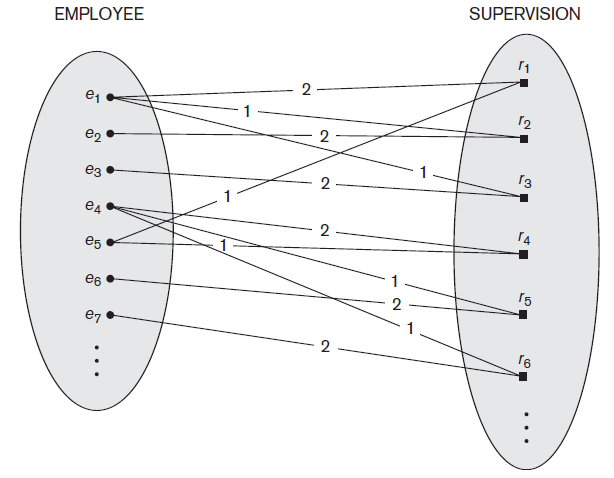 EMPLOYEE
SUPERVISION
e1
e2
e3
e4
e5
e6
e7
r1
r2
r3
r4
r5
r6
2
1
2
1
2
1
2
1
1
2
1
2